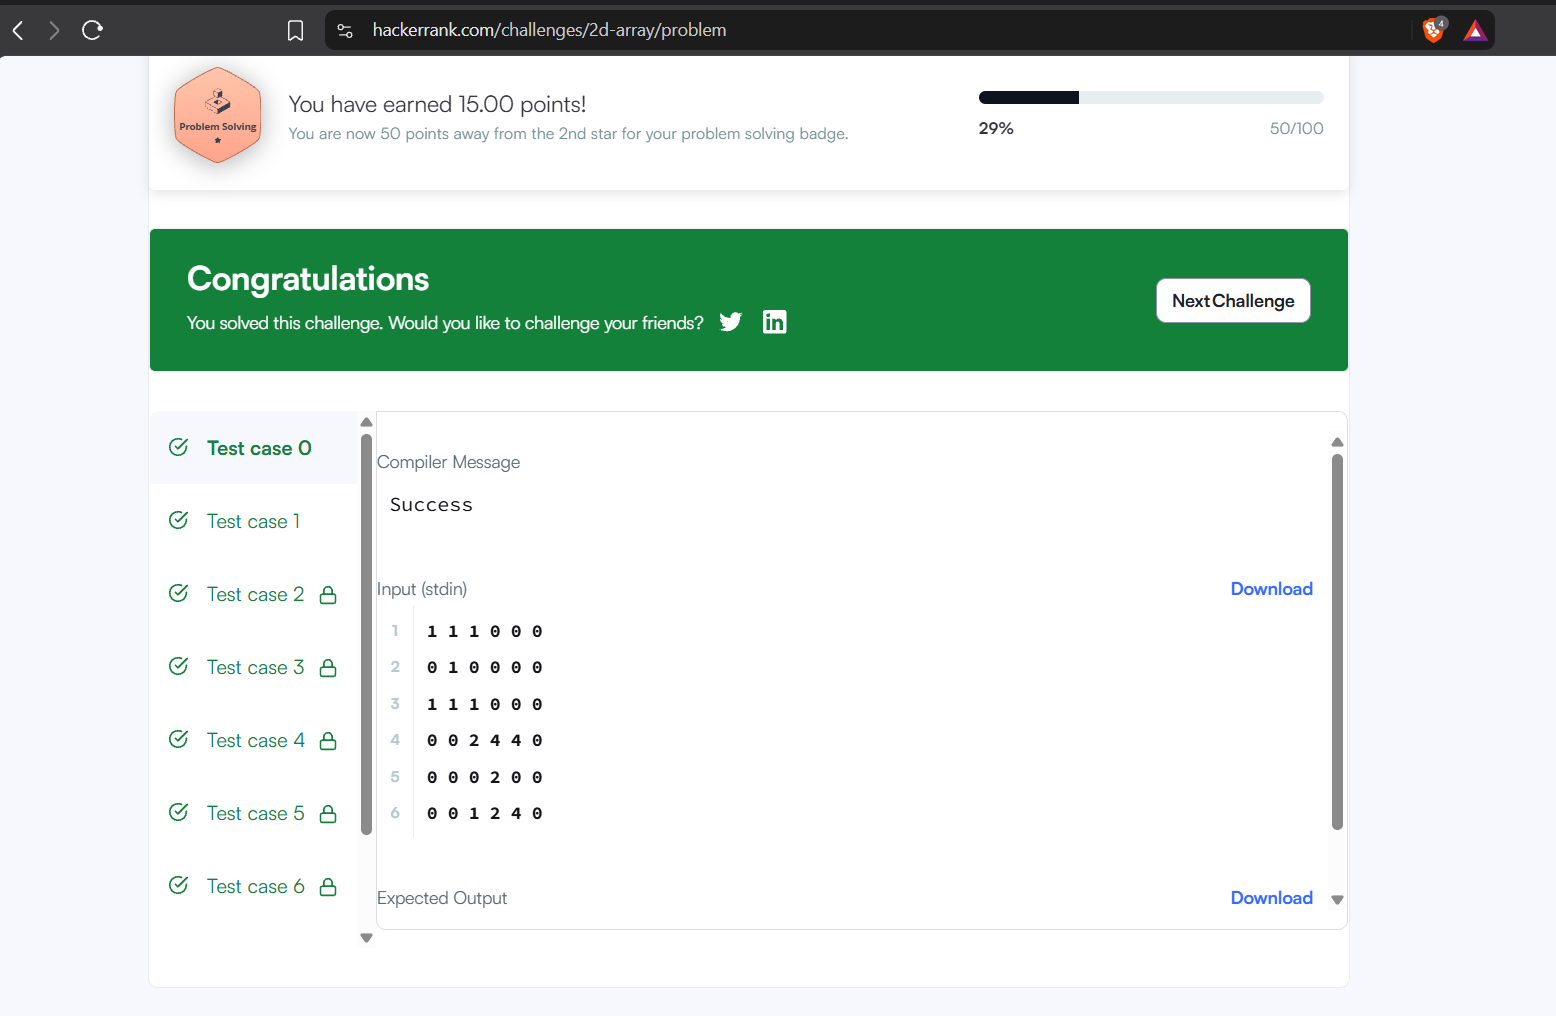 hackerrank.com/challenges/2d-array/problem
4
Problem Solving
You have earned 15.00 points!
You are now 50 points away from the 2nd star for your problem solving badge.
29%
50/100
Congratulations
You solved this challenge. Would you like to challenge your friends?
in
Next Challenge
Test case 0
Test case 1
Test case 2
Test case 3
Test case 4
Test case 5
Test case 6
Compiler Message
Success
Input (stdin)
Download
1 1 1 1 0 0 0
2 0 1 0 0 0 0
3 1 1 1 0 0 0
4 0 0 2 4 4 0
5 0 0 0 2 0 0
6 0 0 1 2 4 0
Expected Output
Download